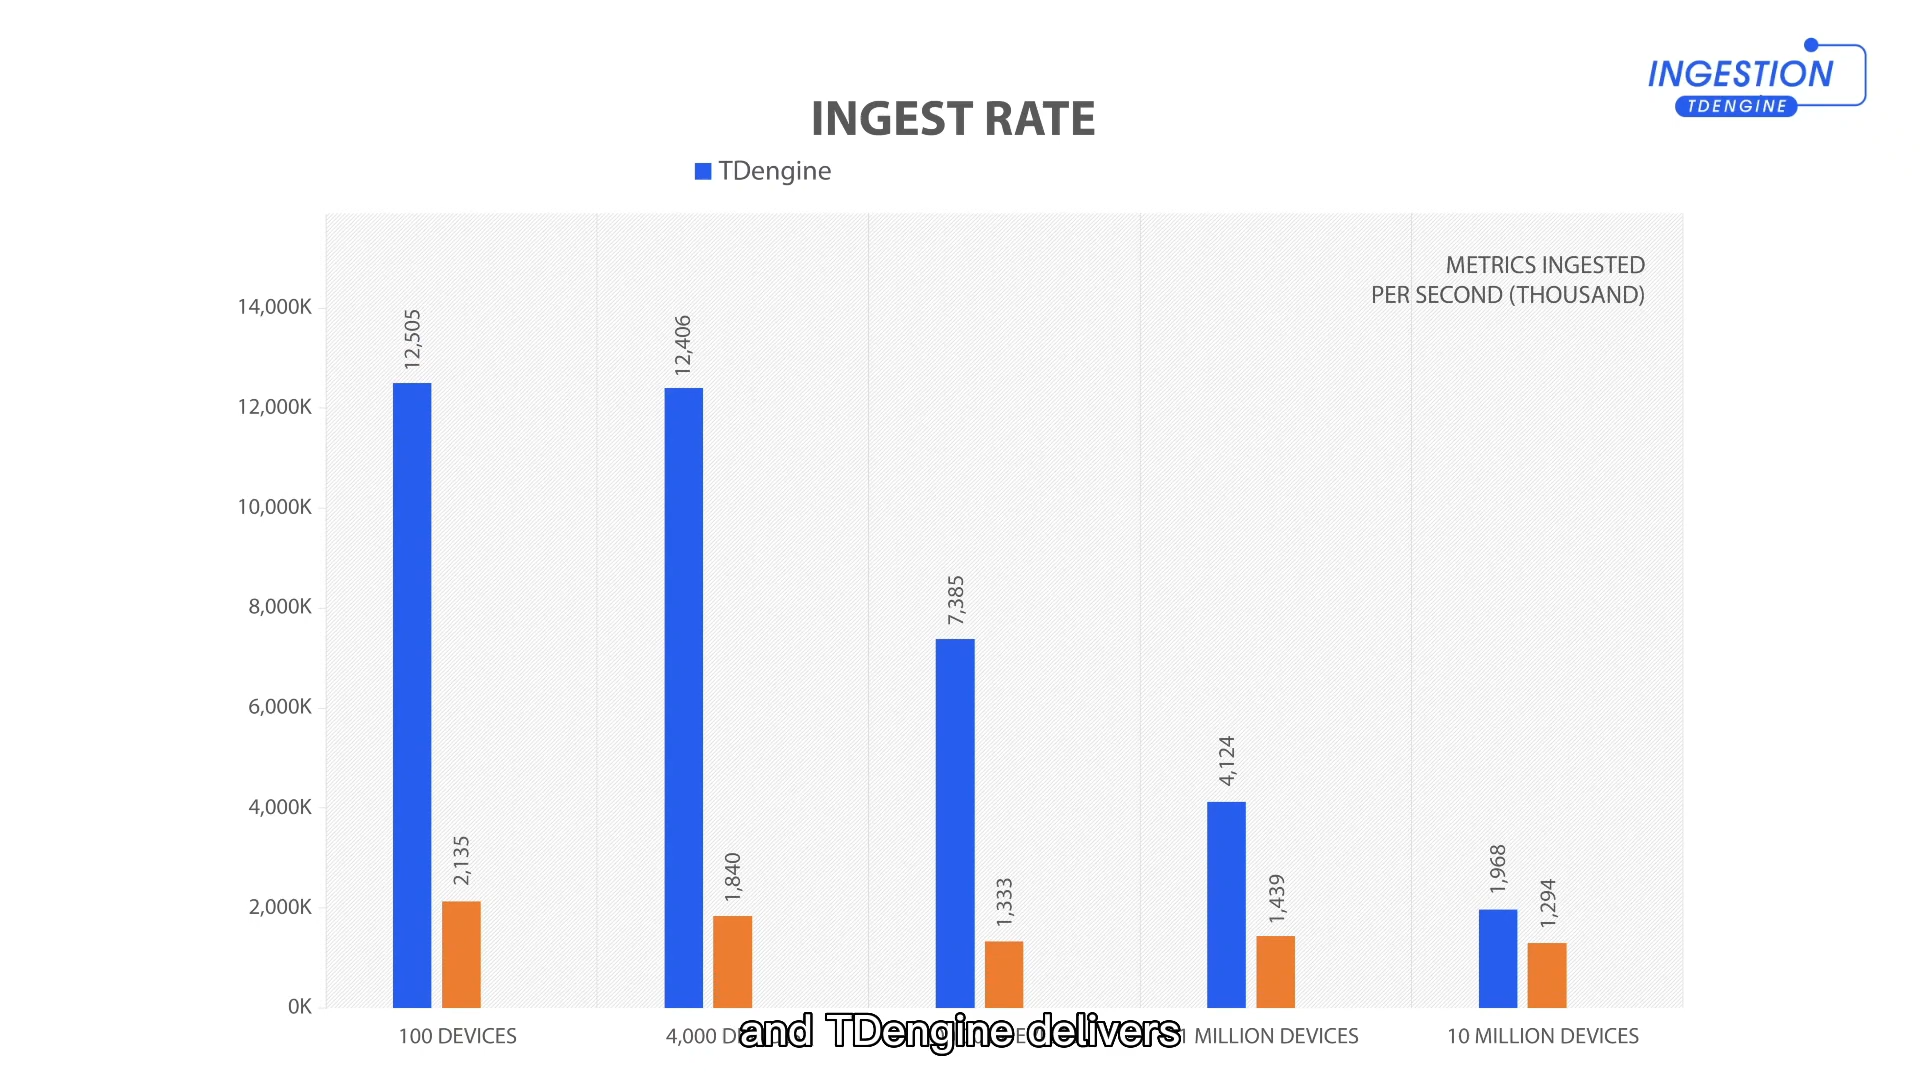 INGESTION
TDENGINE
INGEST RATE
TDengine
METRICS INGESTED
PER SECOND (THOUSAND)
14,000K
12,000K
10,000K
8,000K
6,000K
4,000K
2,000K
0K
12,505
2,135
12,406
1,840
7,385
1,333
4,124
1,439
1,968
1,294
100 DEVICES
4,000
1 MILLION DEVICES
10 MILLION DEVICES
and TDengine delivers